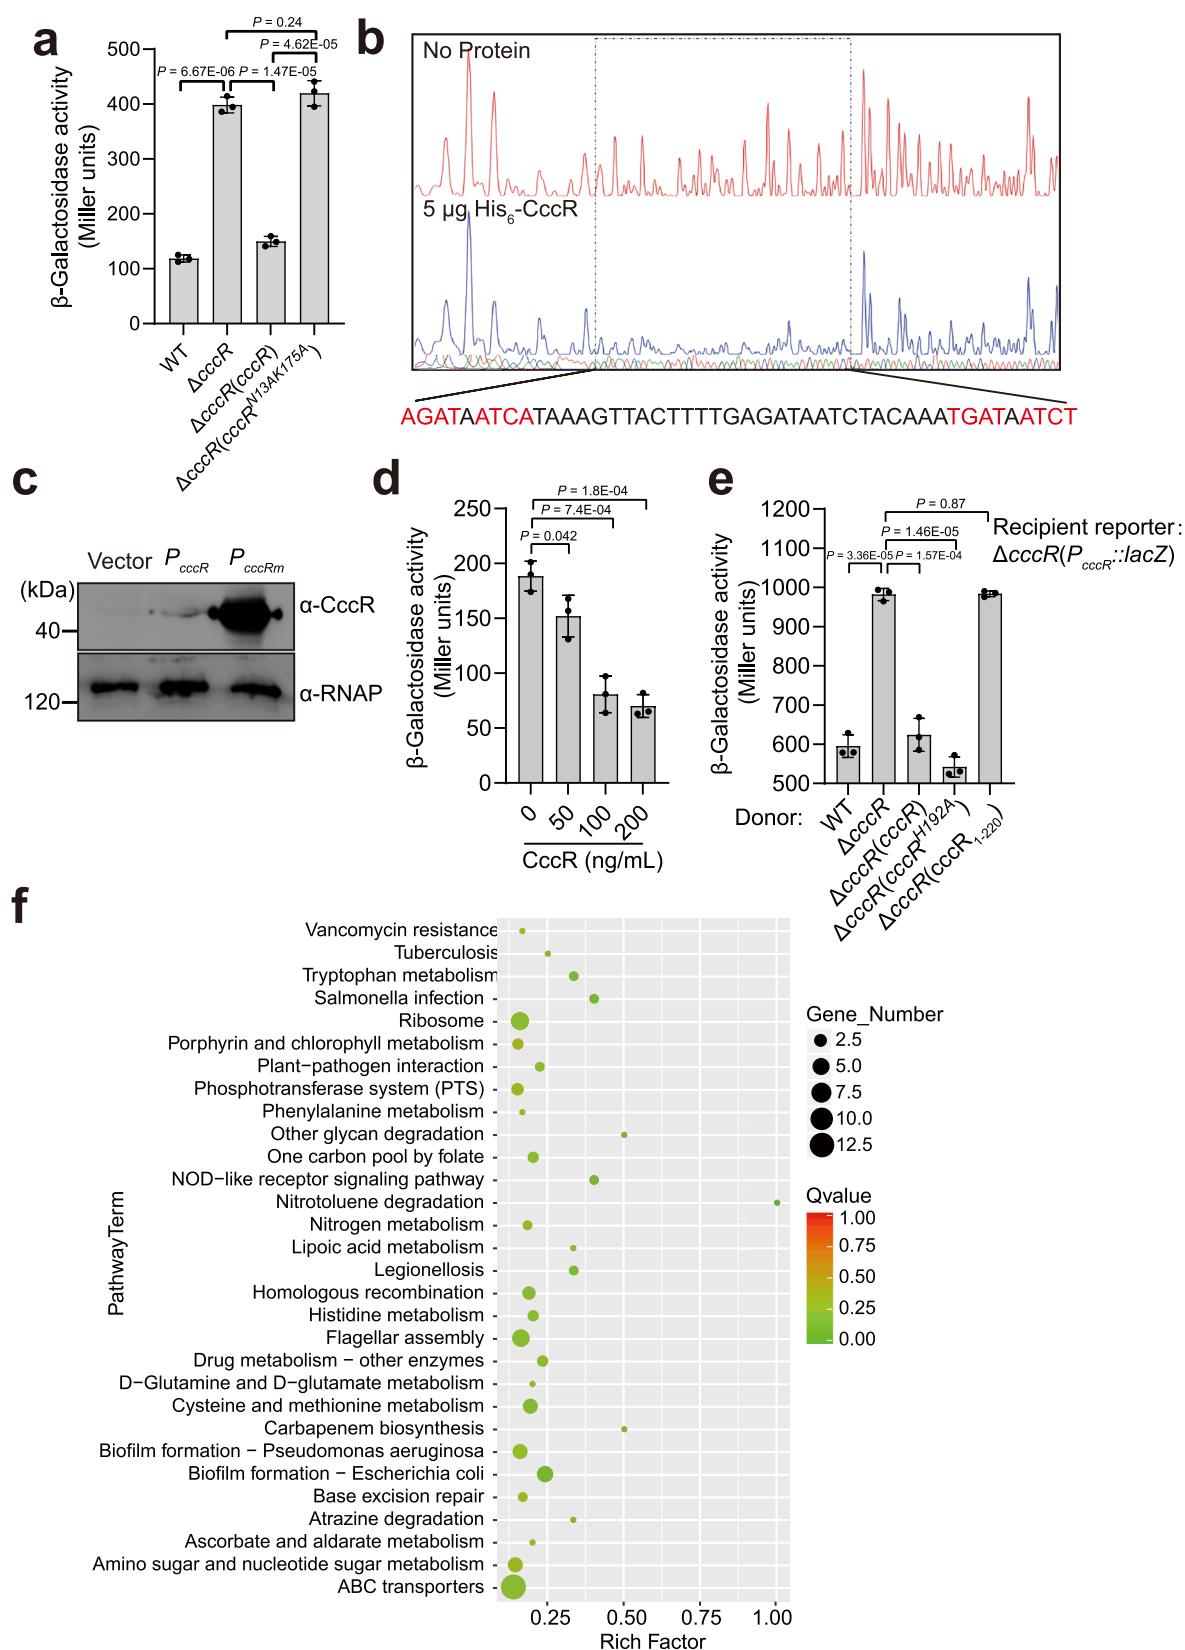 a
P = 0.24
P = 4.62E-05
P = 6.67E-06
P = 1.47E-05
β-Galactosidase activity
(Miller units)
500
400
300
200
100
0
WT
ΔcccR
ΔcccR(cccR)
ΔcccR(cccR^N13AK175A)
b
No Protein
5 µg His6-CccR
AGATAATCATAAAGTTACTTTTGAGATAATCTACAAATGATAATCT
c
Vector
PcccR
PcccRm
(kDa)
40
α-CccR
120
α-RNAP
d
P = 1.8E-04
P = 7.4E-04
P = 0.042
β-Galactosidase activity
(Miller units)
250
200
150
100
50
0
0
50
100
200
CccR (ng/mL)
e
P = 0.87
P = 1.46E-05
P = 3.36E-05
P = 1.57E-04
Recipient reporter:
ΔcccR(PcccR::lacZ)
β-Galactosidase activity
(Miller units)
1200
1100
1000
900
800
700
600
500
Donor:
WT
ΔcccR
ΔcccR(cccR)
ΔcccR(cccR^H192A)
ΔcccR(cccR1-220)
f
PathwayTerm
Vancomycin resistance
Tuberculosis
Tryptophan metabolism
Salmonella infection
Ribosome
Porphyrin and chlorophyll metabolism
Plant−pathogen interaction
Phosphotransferase system (PTS)
Phenylalanine metabolism
Other glycan degradation
One carbon pool by folate
NOD−like receptor signaling pathway
Nitrotoluene degradation
Nitrogen metabolism
Lipoic acid metabolism
Legionellosis
Homologous recombination
Histidine metabolism
Flagellar assembly
Drug metabolism − other enzymes
D−Glutamine and D−glutamate metabolism
Cysteine and methionine metabolism
Carbapenem biosynthesis
Biofilm formation − Pseudomonas aeruginosa
Biofilm formation − Escherichia coli
Base excision repair
Atrazine degradation
Ascorbate and aldarate metabolism
Amino sugar and nucleotide sugar metabolism
ABC transporters
0.25
0.50
0.75
1.00
Rich Factor
Gene_Number
2.5
5.0
7.5
10.0
12.5
Qvalue
1.00
0.75
0.50
0.25
0.00